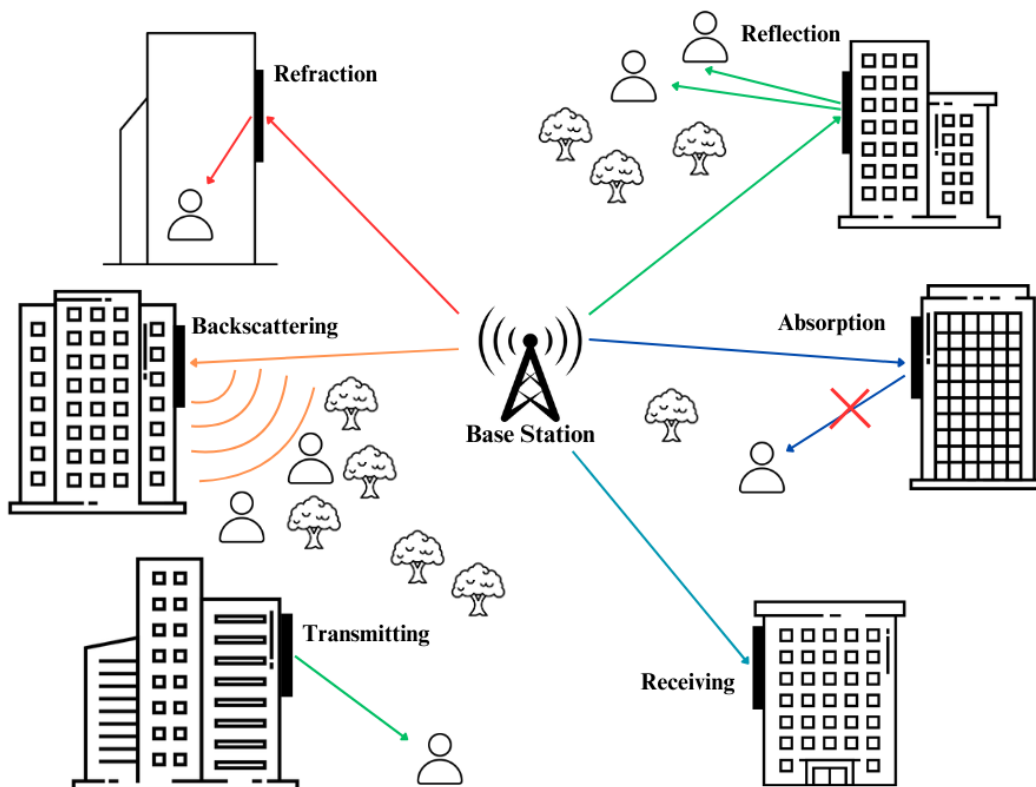 Refraction
Reflection
Backscattering
Absorption
Base Station
Transmitting
Receiving